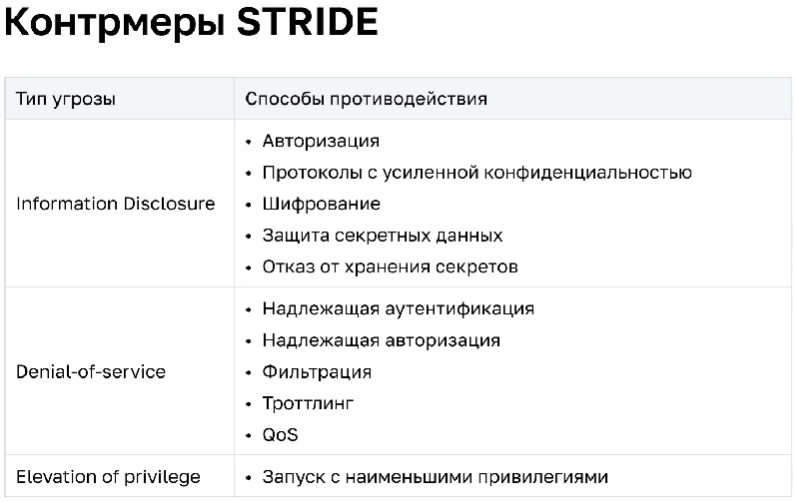 Контрмеры STRIDE
Тип угрозы
Способы противодействия
Information Disclosure
• Авторизация
• Протоколы с усиленной конфиденциальностью
• Шифрование
• Защита секретных данных
• Отказ от хранения секретов
Denial-of-service
• Надлежащая аутентификация
• Надлежащая авторизация
• Фильтрация
• Троттлинг
• QoS
Elevation of privilege
• Запуск с наименьшими привилегиями